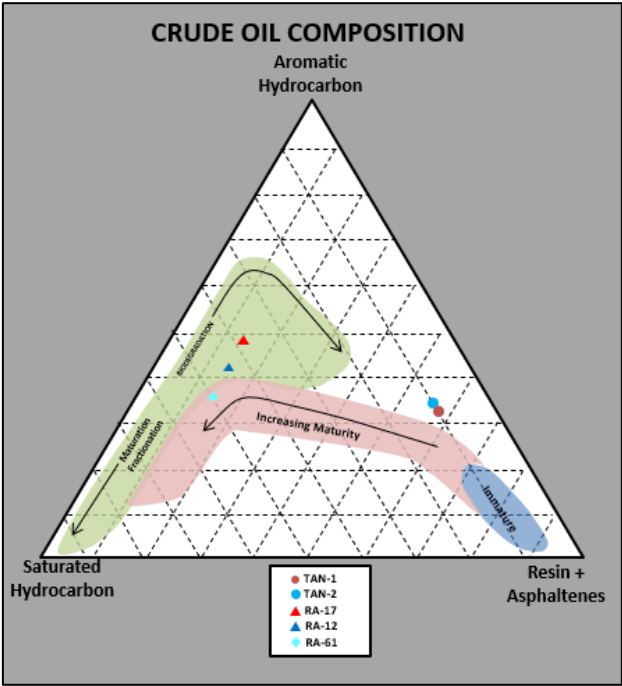 CRUDE OIL COMPOSITION
Aromatic
Hydrocarbon
BIODEGRADATION
Maturation
Fractionation
Increasing Maturity
Immature
Saturated
Hydrocarbon
Resin +
Asphaltenes
TAN-1
TAN-2
RA-17
RA-12
RA-61